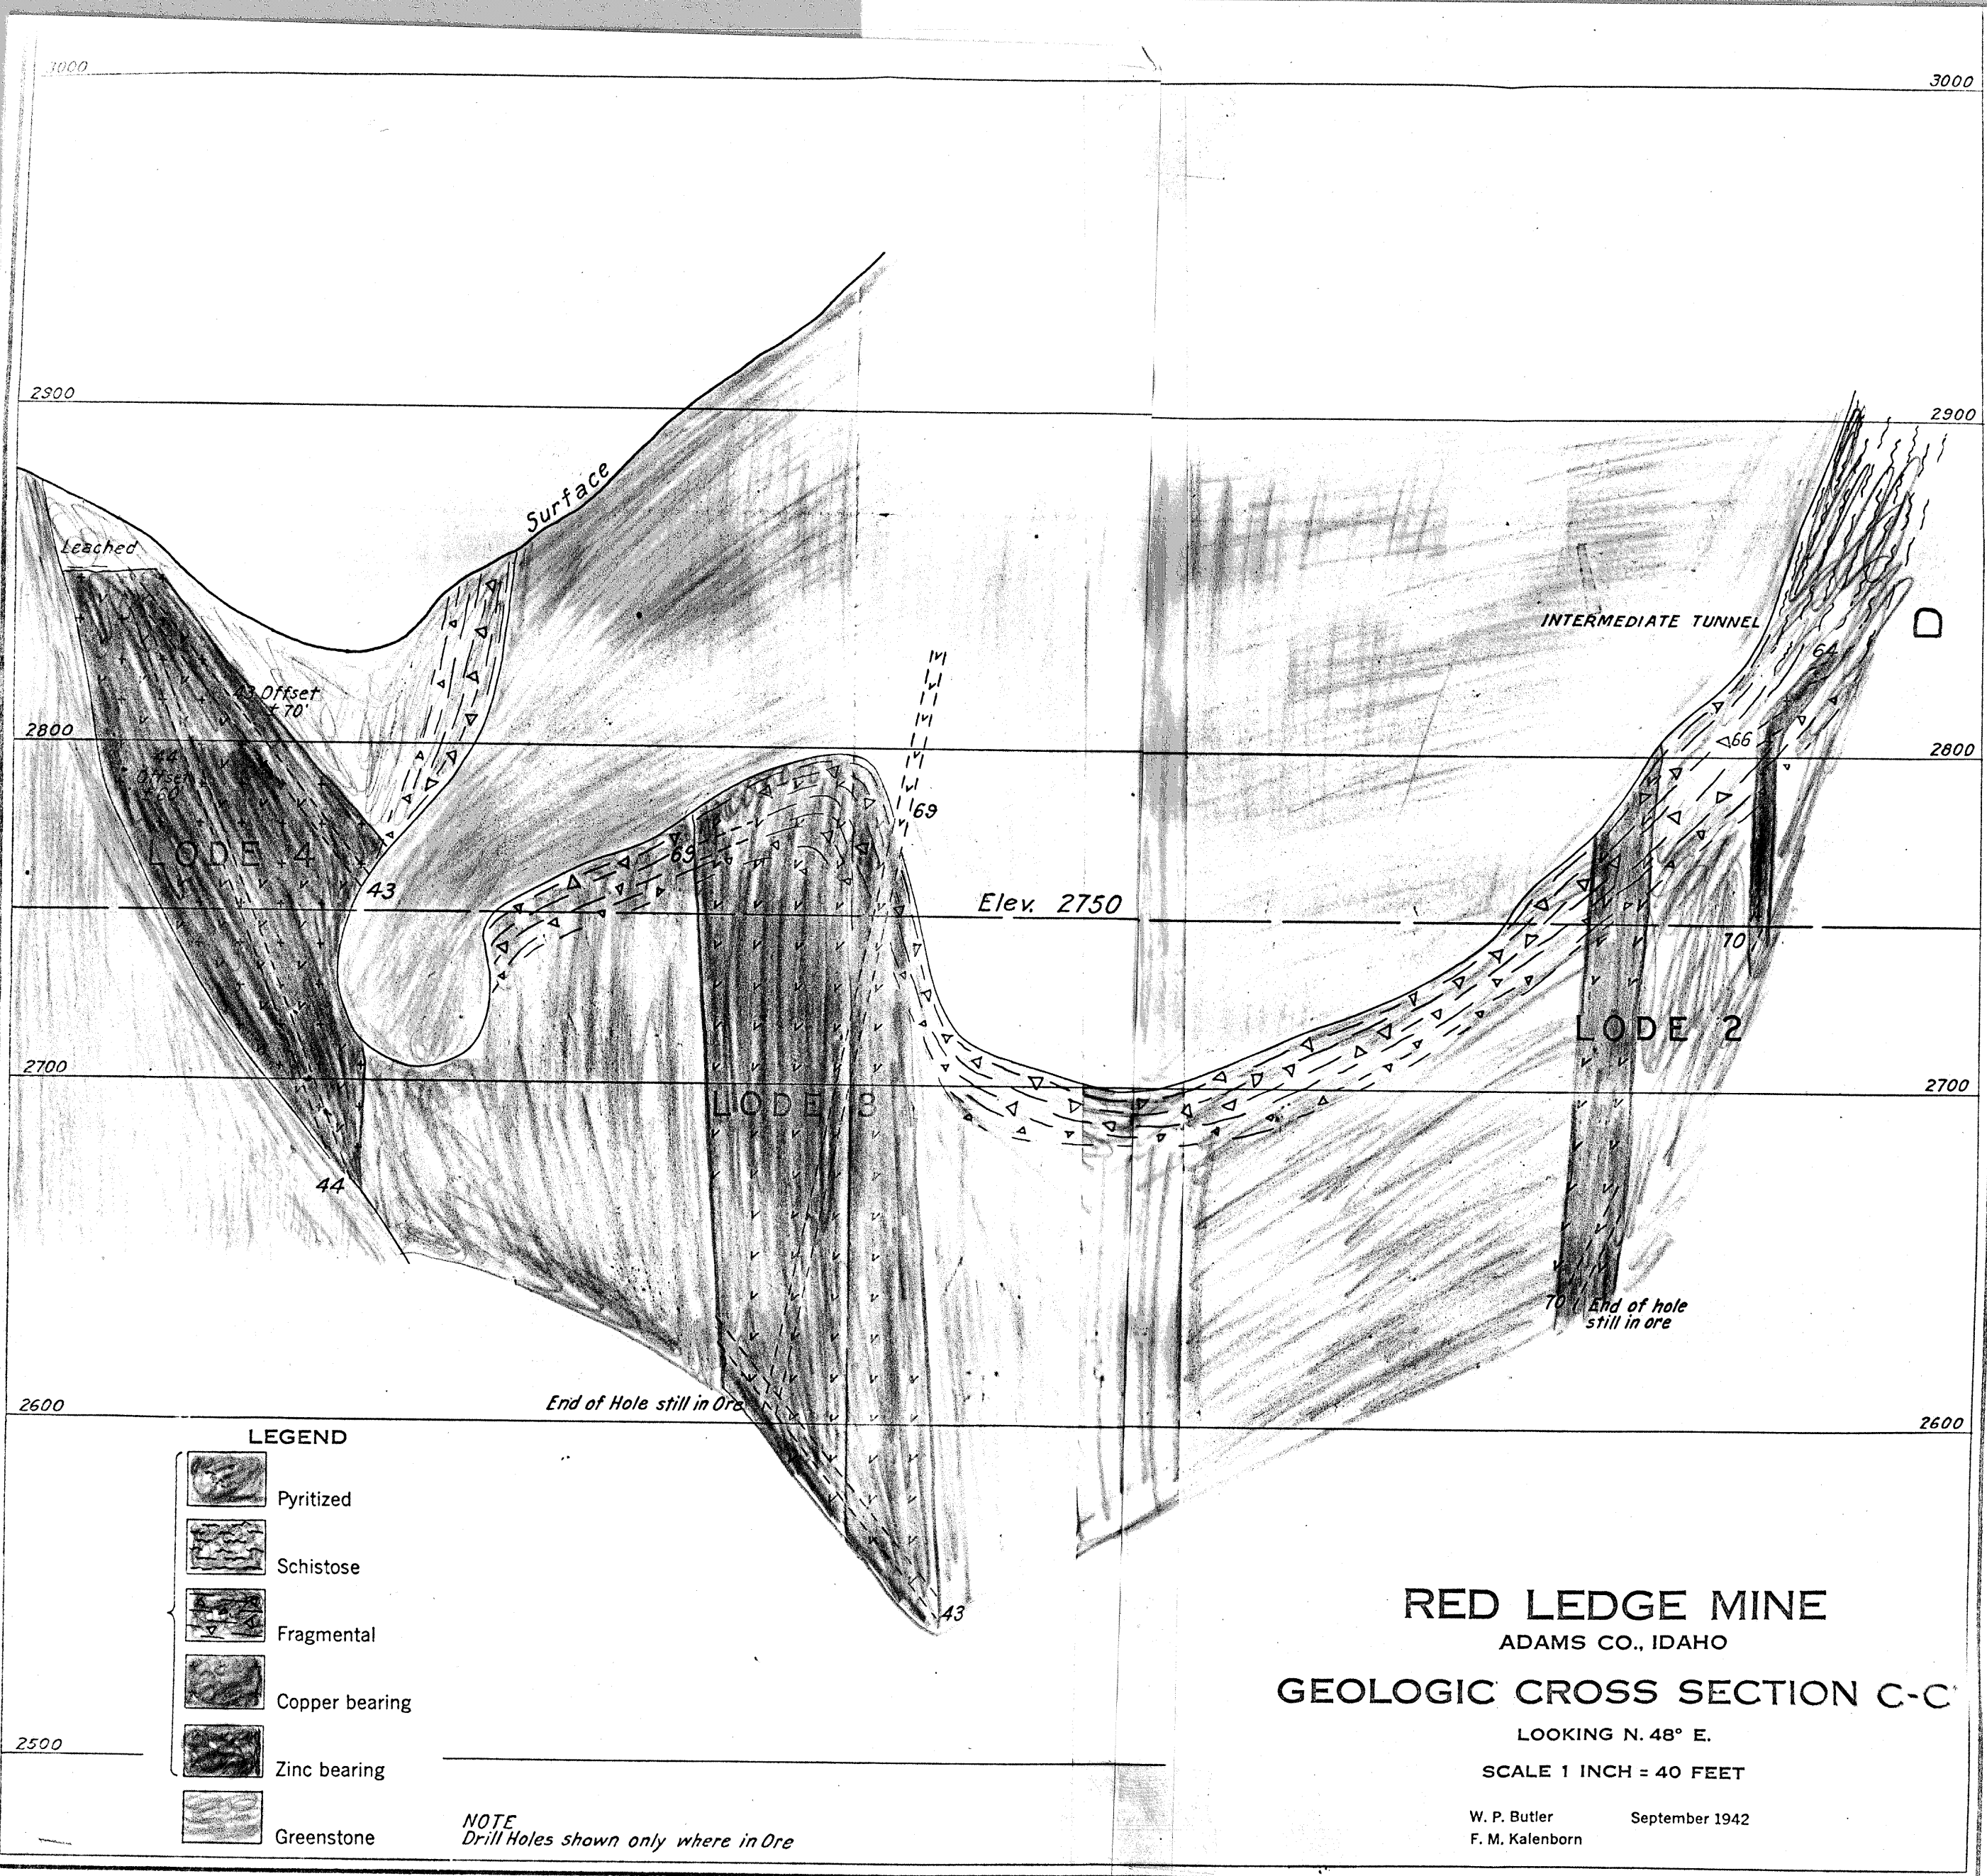 3000
3000
2900
2900
Surface
Leached
INTERMEDIATE TUNNEL
D
64
43 Offset
± 70'
2800
44
Offset
± 60'
66
2800
69
LODE 4
69
43
Elev. 2750
70
LODE 2
2700
2700
LODE 3
44
70
End of hole
still in ore
End of Hole still in Ore
2600
2600
43
LEGEND
Pyritized
Schistose
Fragmental
Copper bearing
Zinc bearing
Greenstone
2500
NOTE
Drill Holes shown only where in Ore
RED LEDGE MINE
ADAMS CO., IDAHO
GEOLOGIC CROSS SECTION C-C'
LOOKING N. 48° E.
SCALE 1 INCH = 40 FEET
W. P. Butler September 1942
F. M. Kalenborn